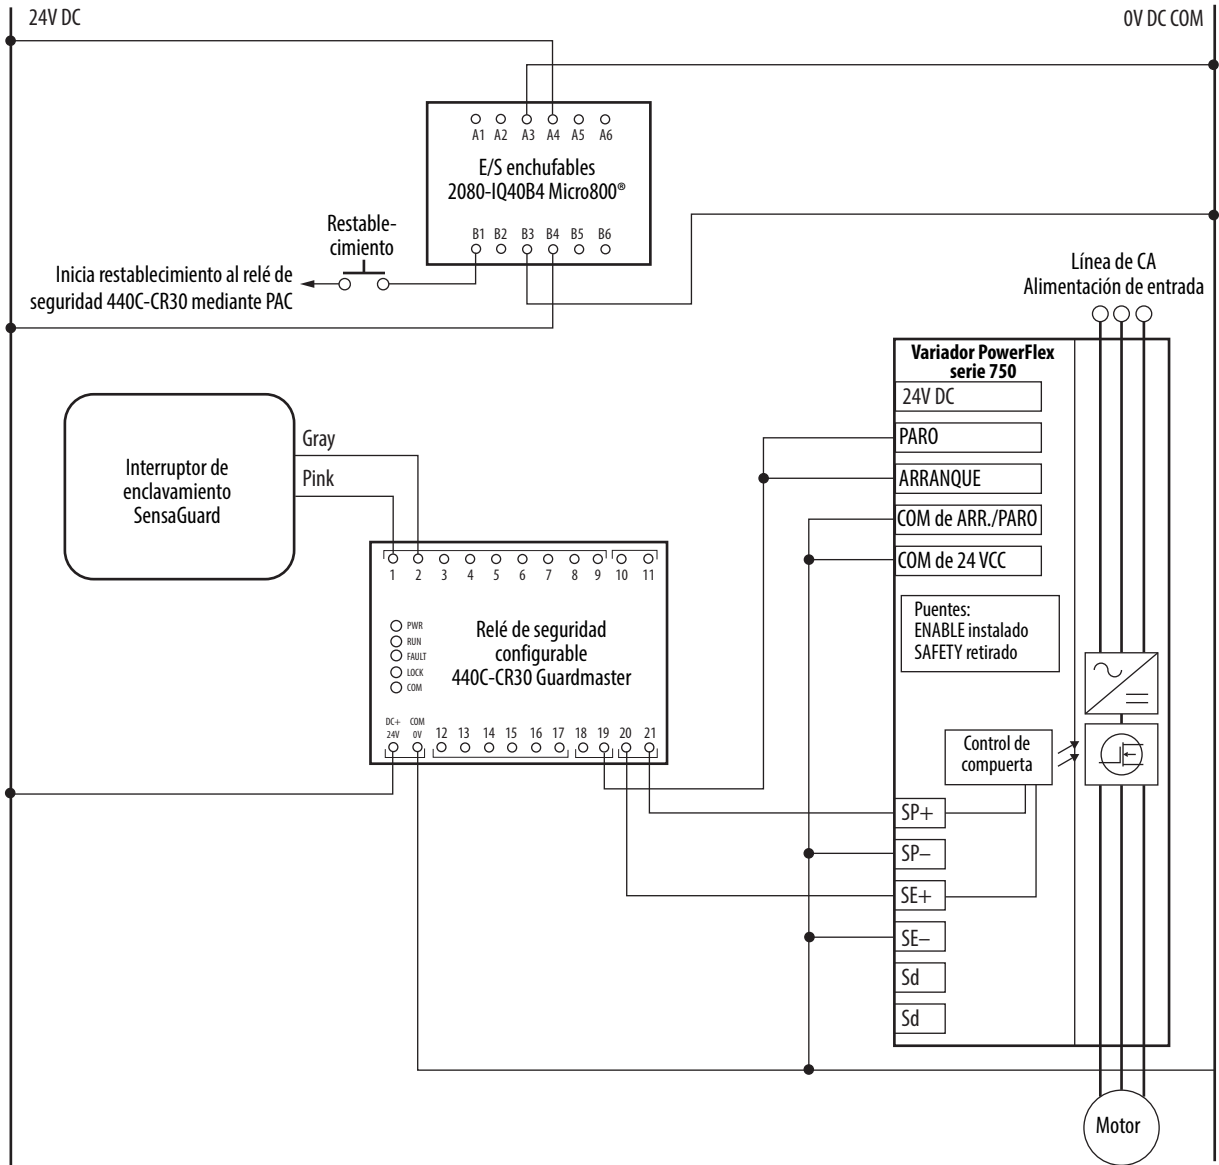 24V DC
0V DC COM
A1 A2 A3 A4 A5 A6
E/S enchufables
2080-IQ40B4 Micro800®
B1 B2 B3 B4 B5 B6
Restable-
cimiento
Inicia restablecimiento al relé de
seguridad 440C-CR30 mediante PAC
Línea de CA
Alimentación de entrada
Variador PowerFlex
serie 750
24V DC
PARO
ARRANQUE
COM de ARR./PARO
COM de 24 VCC
Puentes:
ENABLE instalado
SAFETY retirado
Interruptor de
enclavamiento
SensaGuard
Gray
Pink
1 2 3 4 5 6 7 8 9 10 11
PWR
RUN
FAULT
LOCK
COM
Relé de seguridad
configurable
440C-CR30 Guardmaster
DC+ COM
24V 0V 12 13 14 15 16 17 18 19 20 21
Control de
compuerta
SP+
SP–
SE+
SE–
Sd
Sd
Motor